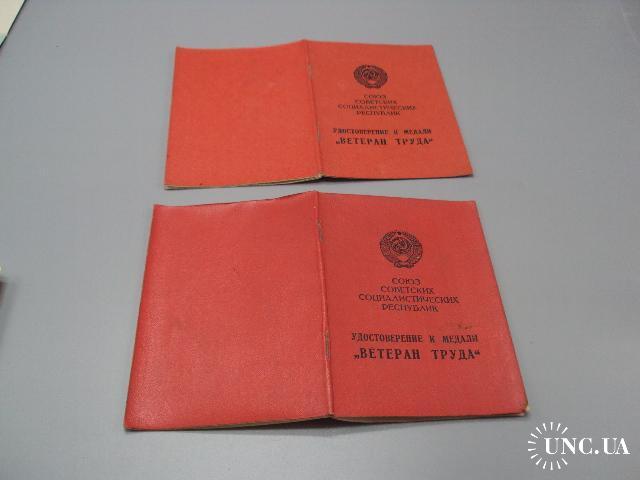 СОЮЗ
СОВЕТСКИХ
СОЦИАЛИСТИЧЕСКИХ
РЕСПУБЛИК
УДОСТОВЕРЕНИЕ К МЕДАЛИ
„ВЕТЕРАН ТРУДА“
СОЮЗ
СОВЕТСКИХ
СОЦИАЛИСТИЧЕСКИХ
РЕСПУБЛИК
УДОСТОВЕРЕНИЕ К МЕДАЛИ
„ВЕТЕРАН ТРУДА“
UNC.UA